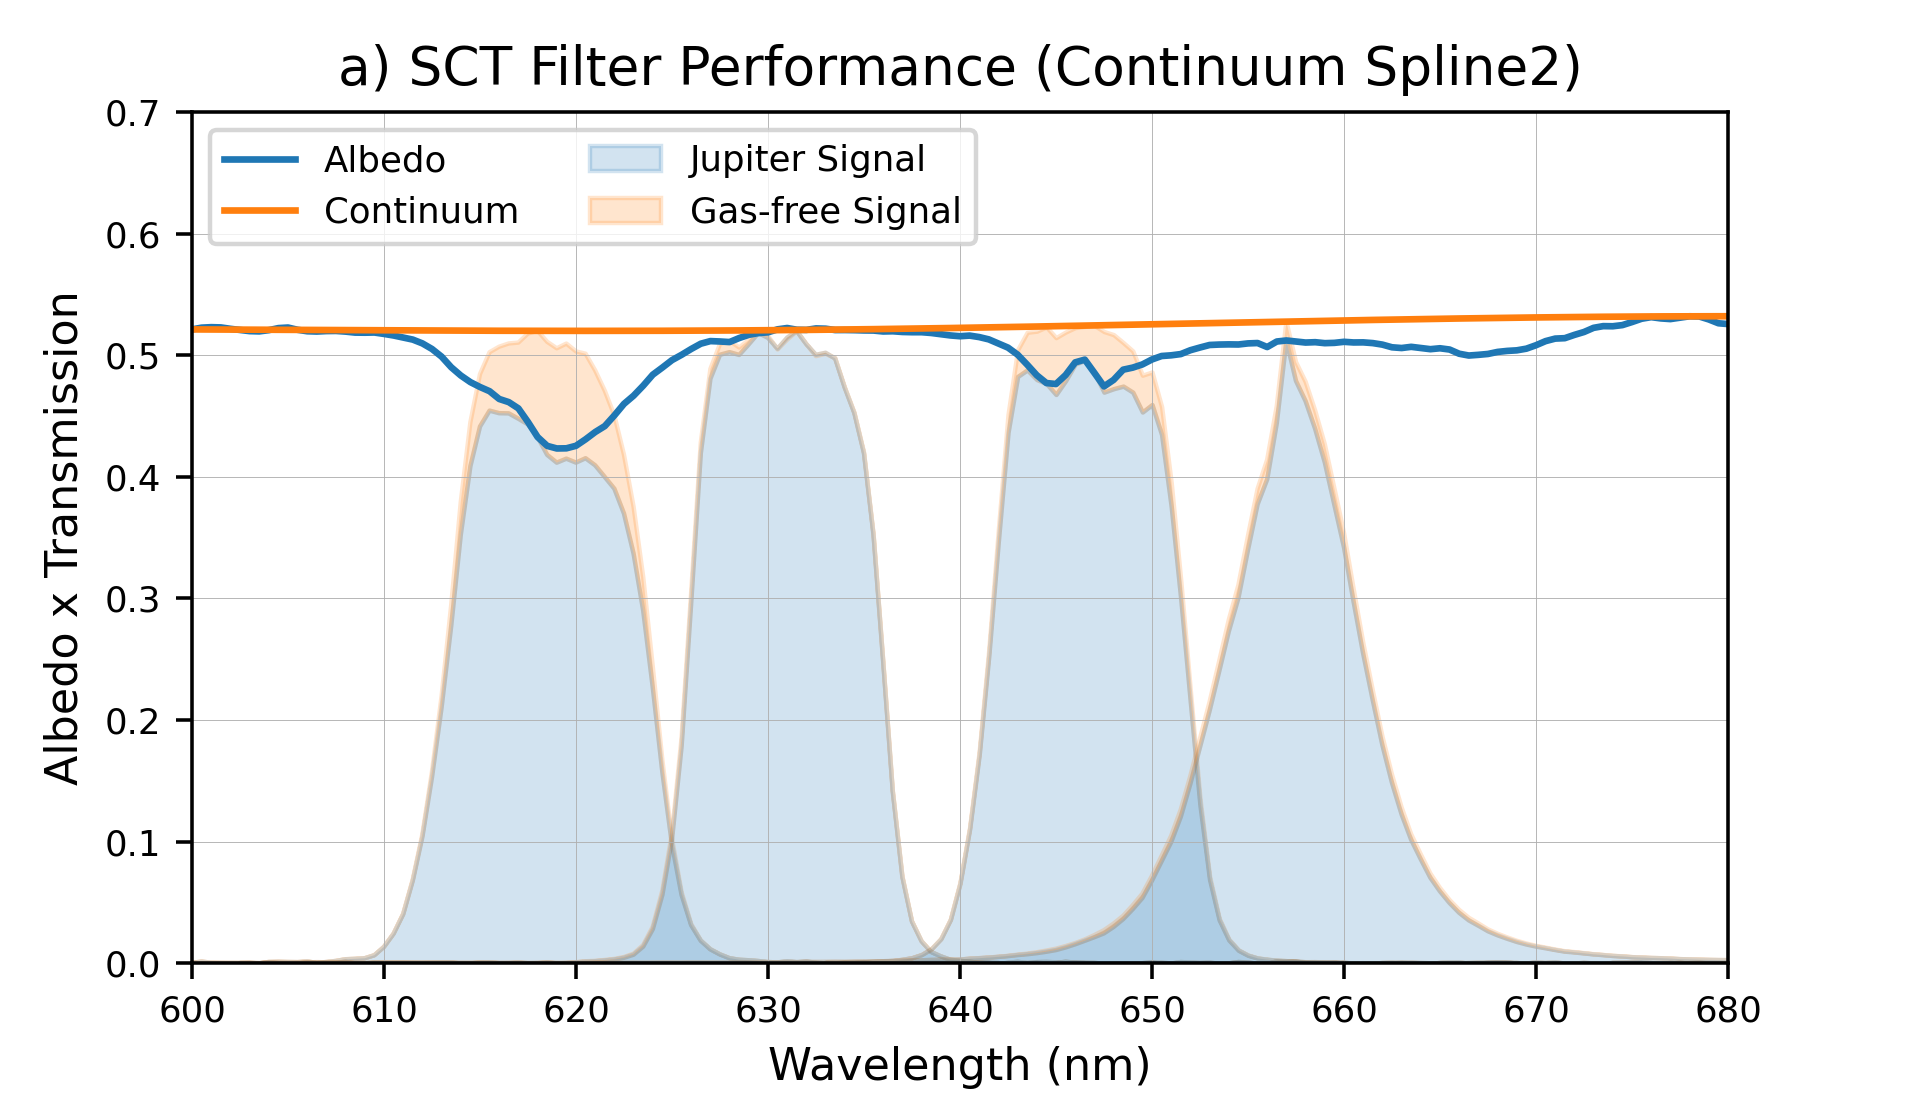 a) SCT Filter Performance (Continuum Spline2)
0.7
0.6
0.5
0.4
0.3
0.2
0.1
0.0
Albedo x Transmission
Albedo
Continuum
Jupiter Signal
Gas-free Signal
600 610 620 630 640 650 660 670 680
Wavelength (nm)